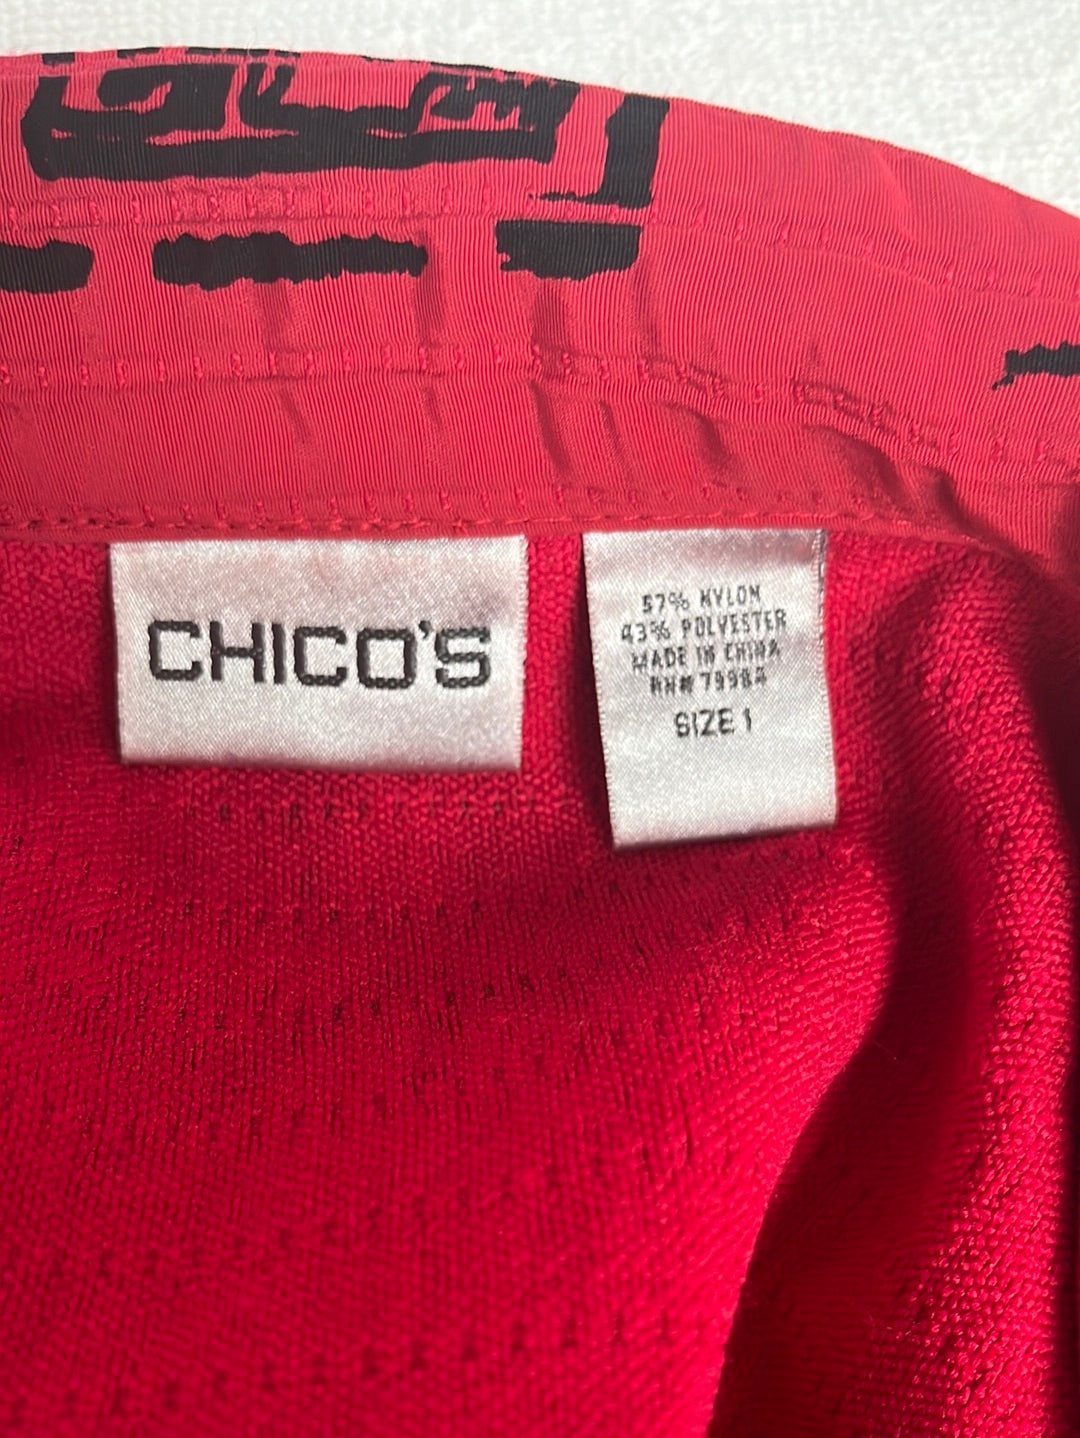 CHICO'S
57% NYLON
43% POLYESTER
MADE IN CHINA
RN# 79984
SIZE 1